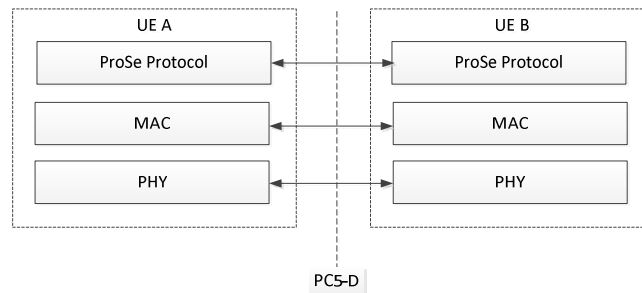 UE A
UE B
ProSe Protocol
ProSe Protocol
MAC
MAC
PHY
PHY
PC5-D